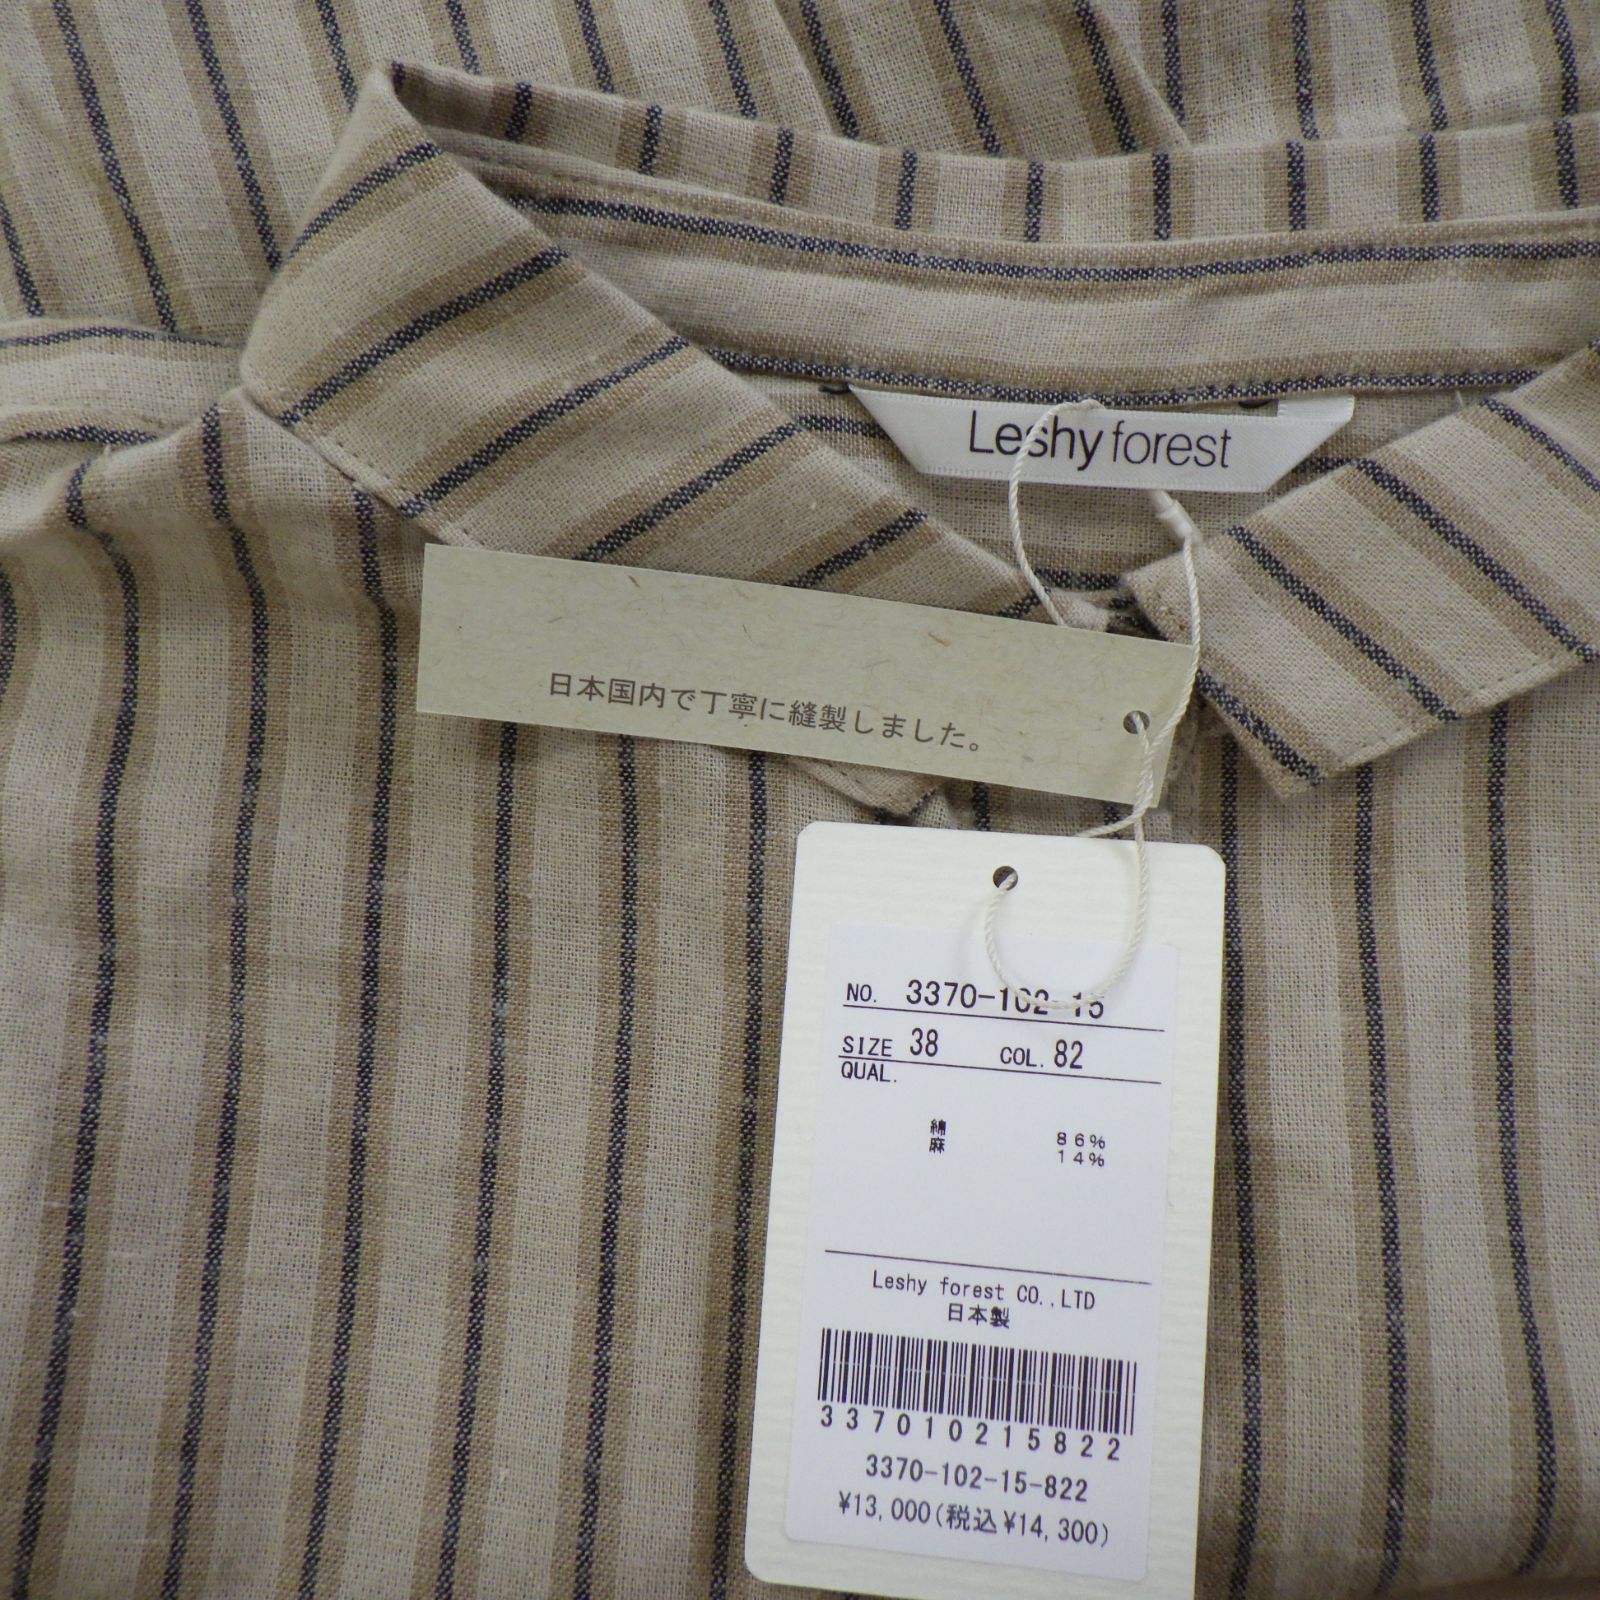 Leshy forest
日本国内で丁寧に縫製しました。
NO. 3370-102-15
SIZE 38 COL. 82
QUAL.
綿 86%
麻 14%
Leshy forest CO.,LTD
日本製
337010215822
3370-102-15-822
¥13,000(税込¥14,300)